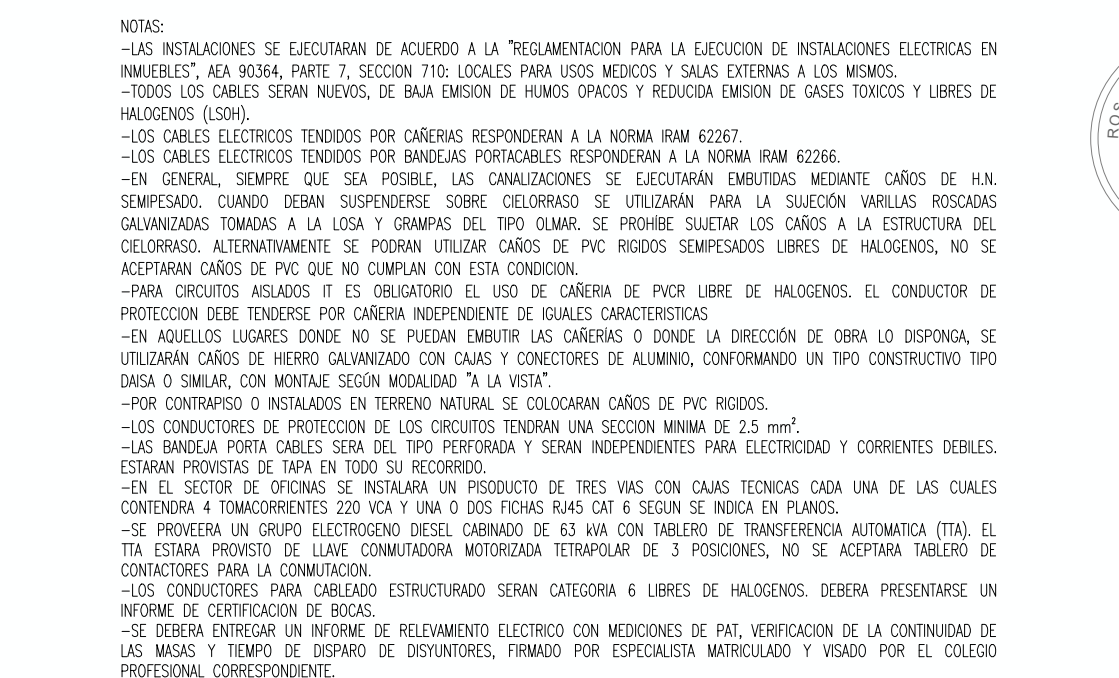 NOTAS:
-LAS INSTALACIONES SE EJECUTARAN DE ACUERDO A LA "REGLAMENTACION PARA LA EJECUCION DE INSTALACIONES ELECTRICAS EN
INMUEBLES", AEA 90364, PARTE 7, SECCION 710: LOCALES PARA USOS MEDICOS Y SALAS EXTERNAS A LOS MISMOS.
-TODOS LOS CABLES SERAN NUEVOS, DE BAJA EMISION DE HUMOS OPACOS Y REDUCIDA EMISION DE GASES TOXICOS Y LIBRES DE
HALOGENOS (LSOH).
-LOS CABLES ELECTRICOS TENDIDOS POR CAÑERIAS RESPONDERAN A LA NORMA IRAM 62267.
-LOS CABLES ELECTRICOS TENDIDOS POR BANDEJAS PORTACABLES RESPONDERAN A LA NORMA IRAM 62266.
-EN GENERAL, SIEMPRE QUE SEA POSIBLE, LAS CANALIZACIONES SE EJECUTARÁN EMBUTIDAS MEDIANTE CAÑOS DE H.N.
SEMIPESADO. CUANDO DEBAN SUSPENDERSE SOBRE CIELORRASO SE UTILIZARÁN PARA LA SUJECIÓN VARILLAS ROSCADAS
GALVANIZADAS TOMADAS A LA LOSA Y GRAMPAS DEL TIPO OLMAR. SE PROHÍBE SUJETAR LOS CAÑOS A LA ESTRUCTURA DEL
CIELORRASO. ALTERNATIVAMENTE SE PODRAN UTILIZAR CAÑOS DE PVC RIGIDOS SEMIPESADOS LIBRES DE HALOGENOS, NO SE
ACEPTARAN CAÑOS DE PVC QUE NO CUMPLAN CON ESTA CONDICION.
-PARA CIRCUITOS AISLADOS IT ES OBLIGATORIO EL USO DE CAÑERIA DE PVCR LIBRE DE HALOGENOS. EL CONDUCTOR DE
PROTECCION DEBE TENDERSE POR CAÑERIA INDEPENDIENTE DE IGUALES CARACTERISTICAS
-EN AQUELLOS LUGARES DONDE NO SE PUEDAN EMBUTIR LAS CAÑERÍAS O DONDE LA DIRECCIÓN DE OBRA LO DISPONGA, SE
UTILIZARÁN CAÑOS DE HIERRO GALVANIZADO CON CAJAS Y CONECTORES DE ALUMINIO, CONFORMANDO UN TIPO CONSTRUCTIVO TIPO
DAISA O SIMILAR, CON MONTAJE SEGÚN MODALIDAD "A LA VISTA".
-POR CONTRAPISO O INSTALADOS EN TERRENO NATURAL SE COLOCARAN CAÑOS DE PVC RIGIDOS.
-LOS CONDUCTORES DE PROTECCION DE LOS CIRCUITOS TENDRAN UNA SECCION MINIMA DE 2.5 mm².
-LAS BANDEJA PORTA CABLES SERA DEL TIPO PERFORADA Y SERAN INDEPENDIENTES PARA ELECTRICIDAD Y CORRIENTES DEBILES.
ESTARAN PROVISTAS DE TAPA EN TODO SU RECORRIDO.
-EN EL SECTOR DE OFICINAS SE INSTALARA UN PISODUCTO DE TRES VIAS CON CAJAS TECNICAS CADA UNA DE LAS CUALES
CONTENDRA 4 TOMACORRIENTES 220 VCA Y UNA O DOS FICHAS RJ45 CAT 6 SEGUN SE INDICA EN PLANOS.
-SE PROVEERA UN GRUPO ELECTROGENO DIESEL CABINADO DE 63 kVA CON TABLERO DE TRANSFERENCIA AUTOMATICA (TTA). EL
TTA ESTARA PROVISTO DE LLAVE CONMUTADORA MOTORIZADA TETRAPOLAR DE 3 POSICIONES, NO SE ACEPTARA TABLERO DE
CONTACTORES PARA LA CONMUTACION.
-LOS CONDUCTORES PARA CABLEADO ESTRUCTURADO SERAN CATEGORIA 6 LIBRES DE HALOGENOS. DEBERA PRESENTARSE UN
INFORME DE CERTIFICACION DE BOCAS.
-SE DEBERA ENTREGAR UN INFORME DE RELEVAMIENTO ELECTRICO CON MEDICIONES DE PAT, VERIFICACION DE LA CONTINUIDAD DE
LAS MASAS Y TIEMPO DE DISPARO DE DISYUNTORES, FIRMADO POR ESPECIALISTA MATRICULADO Y VISADO POR EL COLEGIO
PROFESIONAL CORRESPONDIENTE.